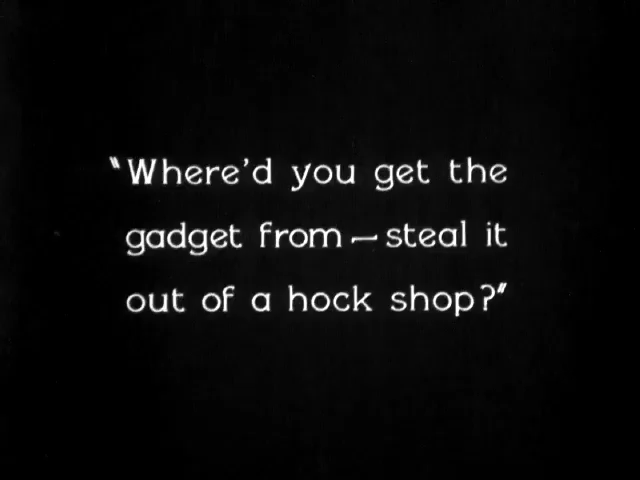 "Where'd you get the
gadget from — steal it
out of a hock shop?"